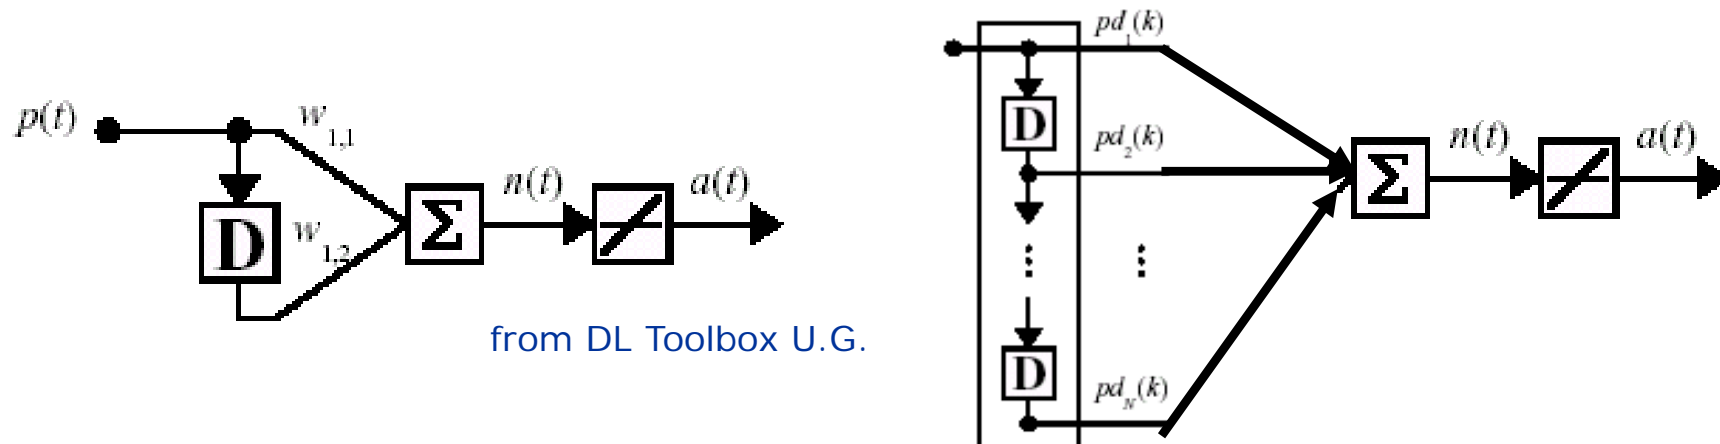 p(t)
w1,1
D
w1,2
Σ
n(t)
a(t)
from DL Toolbox U.G.
pd1(k)
D
pd2(k)
Σ
n(t)
a(t)
D
pdN(k)